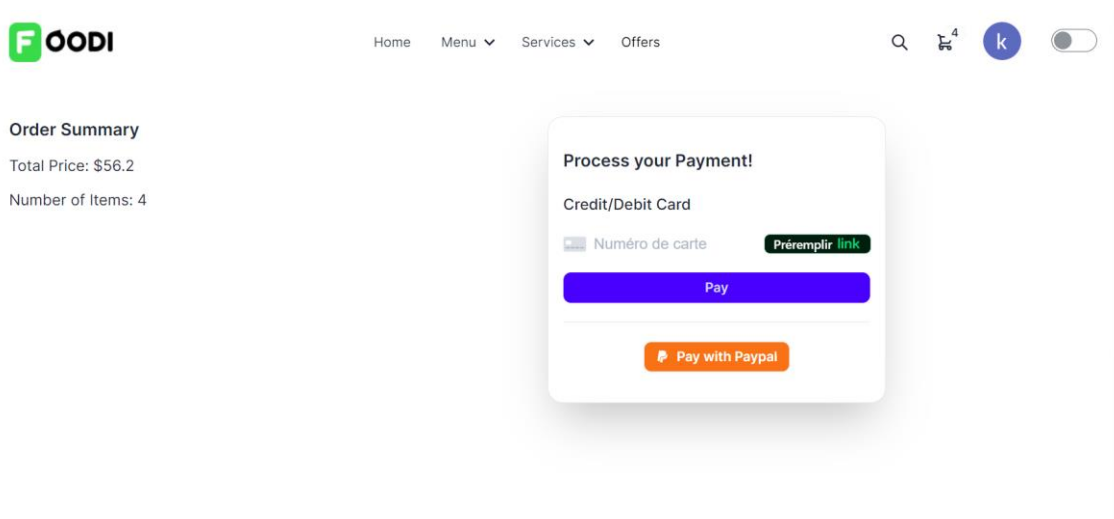 FOODI
Home Menu Services Offers
4
k
Order Summary
Total Price: $56.2
Number of Items: 4
Process your Payment!
Credit/Debit Card
Numéro de carte Préremplir link
Pay
Pay with Paypal